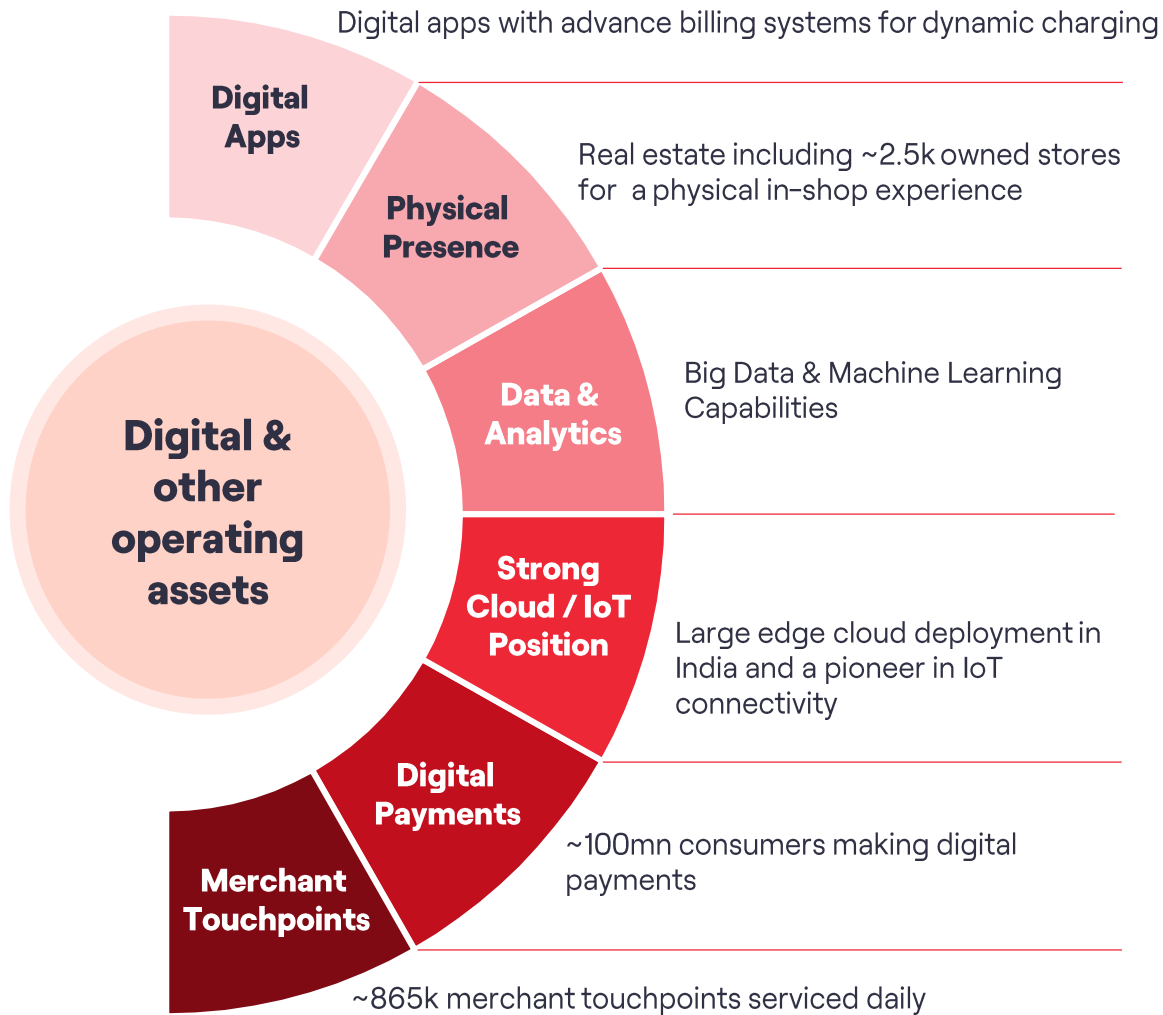 Digital apps with advance billing systems for dynamic charging
Digital
Apps
Real estate including ~2.5k owned stores
for a physical in-shop experience
Physical
Presence
Big Data & Machine Learning
Capabilities
Data &
Analytics
Digital &
other
operating
assets
Strong
Cloud / IoT
Position
Large edge cloud deployment in
India and a pioneer in IoT
connectivity
Digital
Payments
~100mn consumers making digital
payments
Merchant
Touchpoints
~865k merchant touchpoints serviced daily